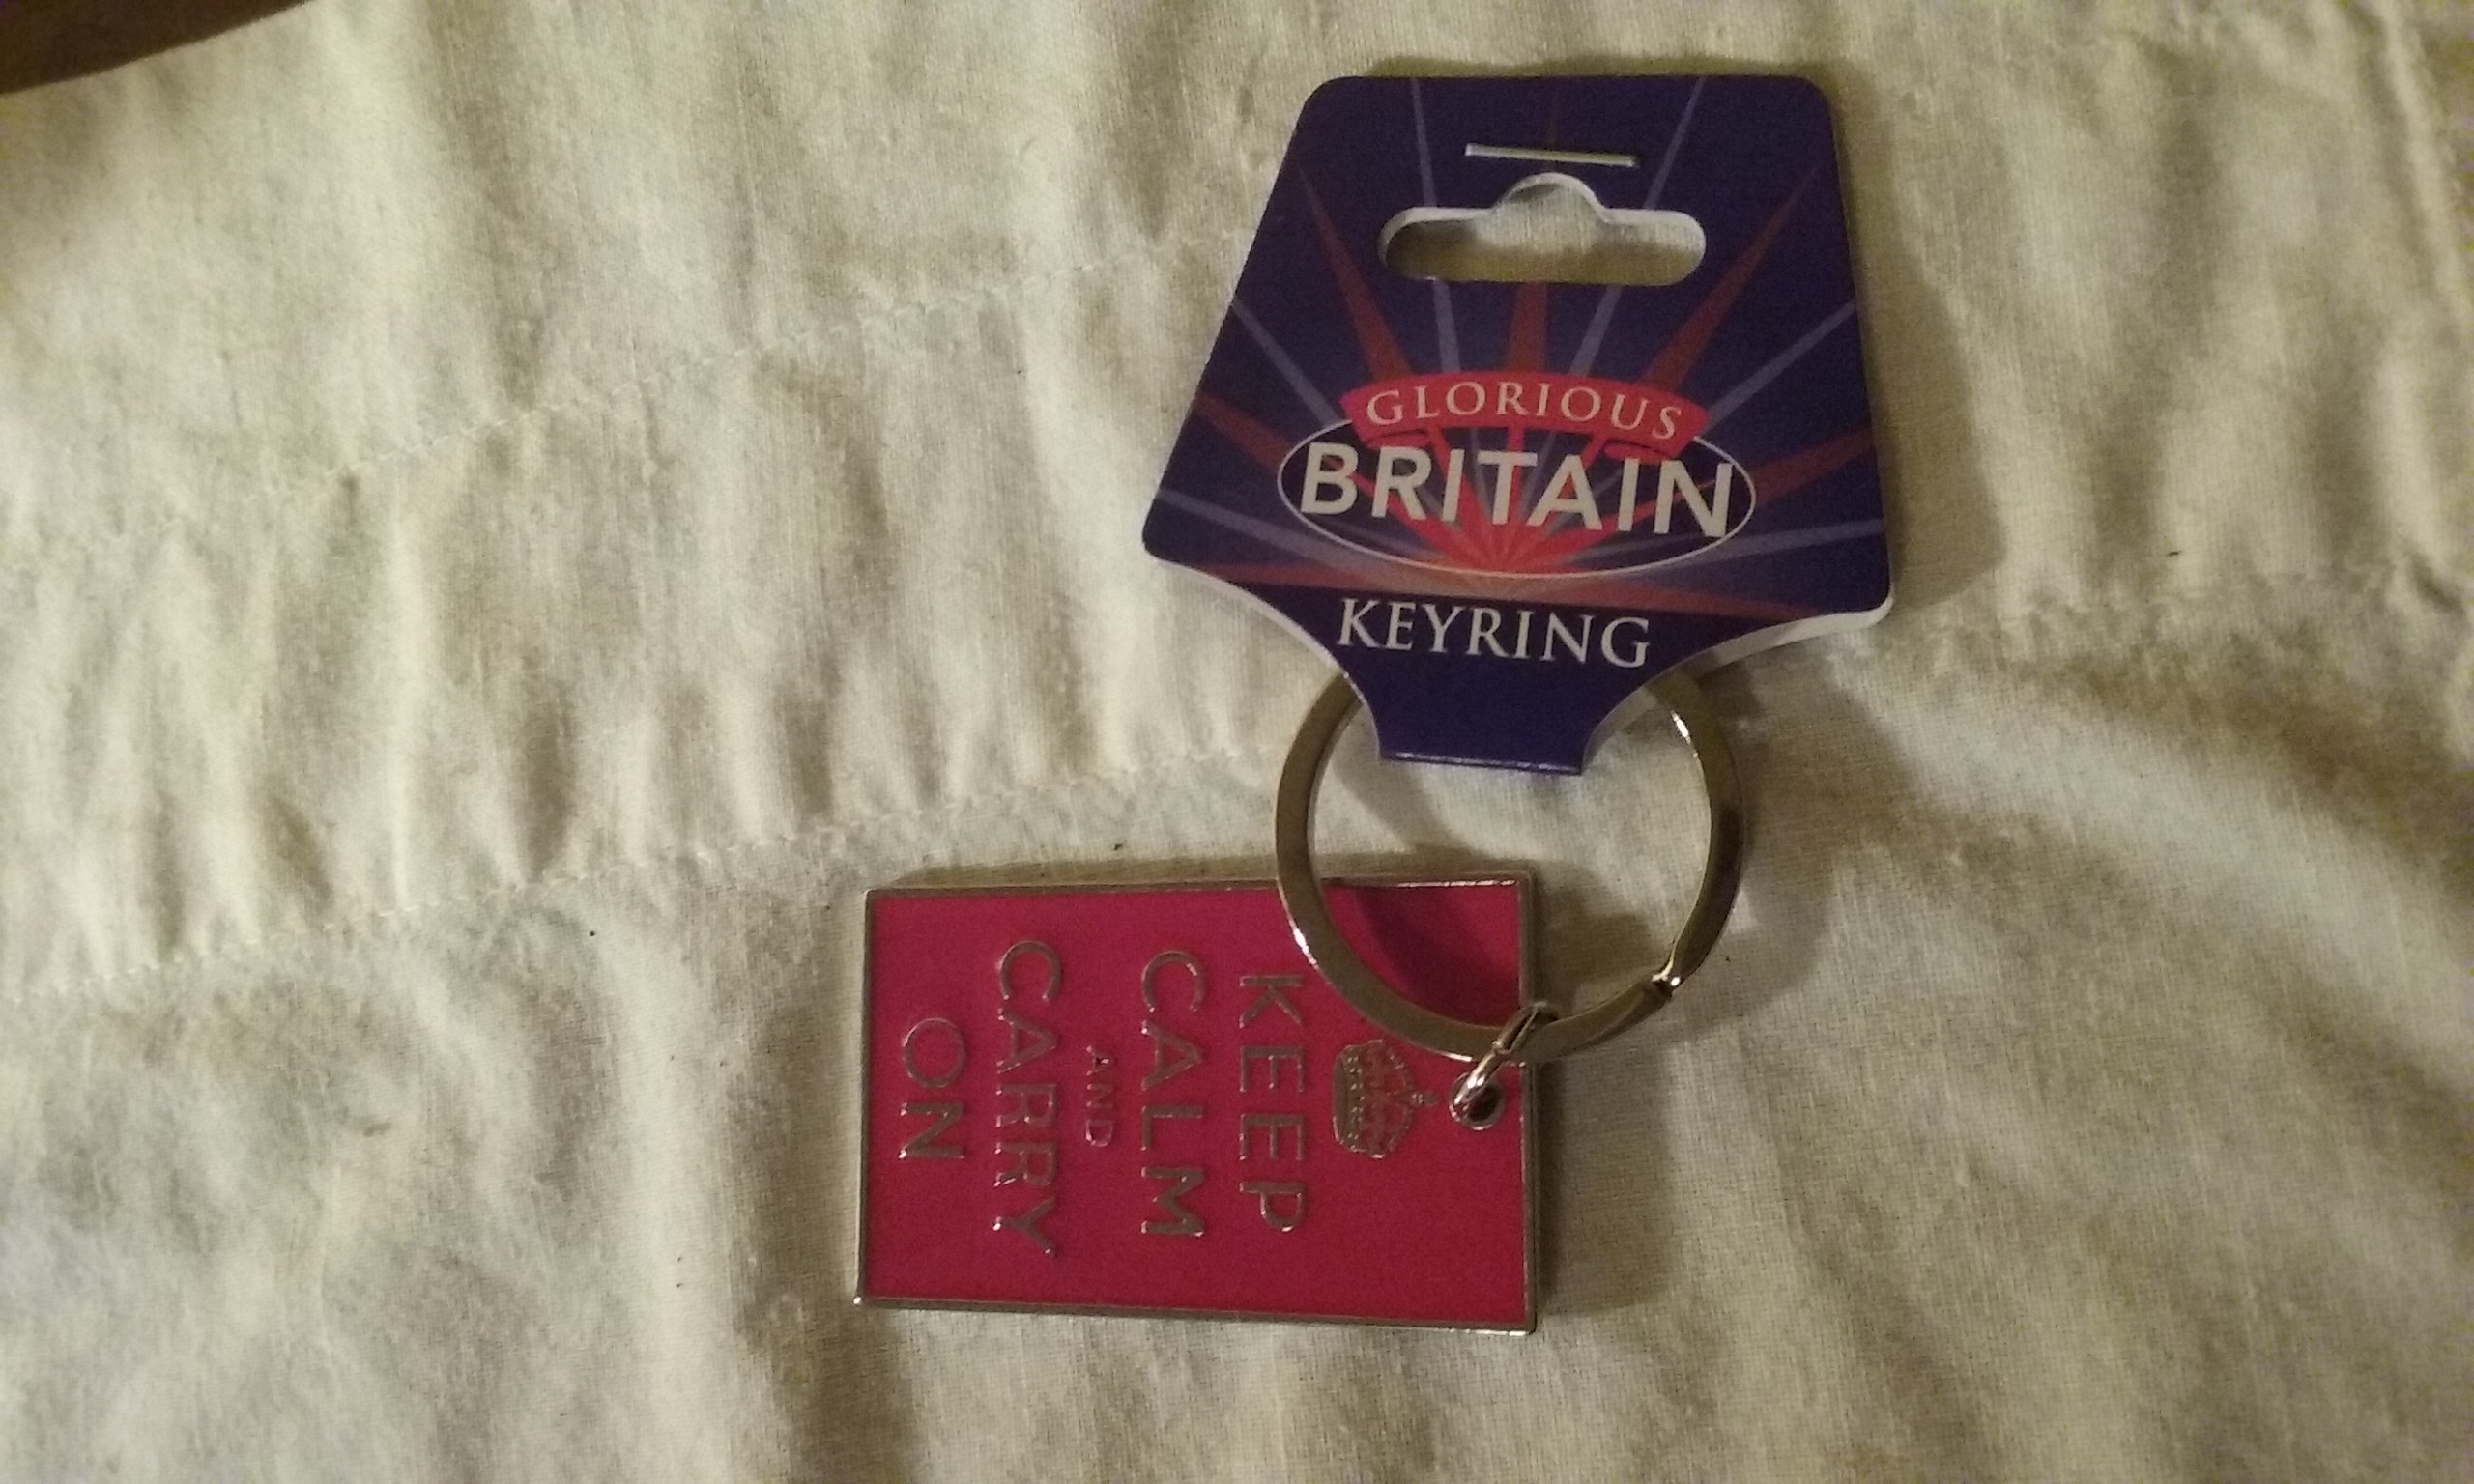 GLORIOUS
BRITAIN
KEYRING
KEEP
CALM
AND
CARRY
ON